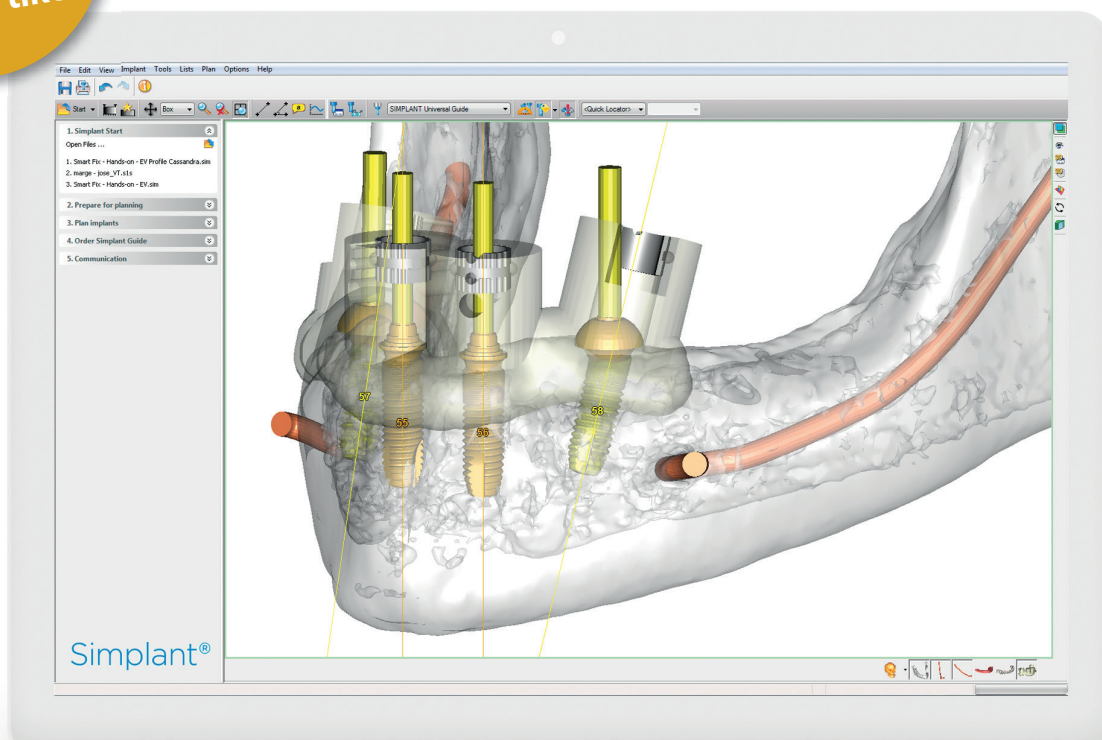 File Edit View Implant Tools Lists Plan Options Help
Start Box SIMPLANT Universal Guide <Quick Locator>
1. Simplant Start
Open Files ...
1. Smart Fix - Hands-on - EV Profile Cassandra.sim
2. marge - jose_VT.s1s
3. Smart Fix - Hands-on - EV.sim
2. Prepare for planning
3. Plan implants
4. Order Simplant Guide
5. Communication
57
55
56
58
Simplant®